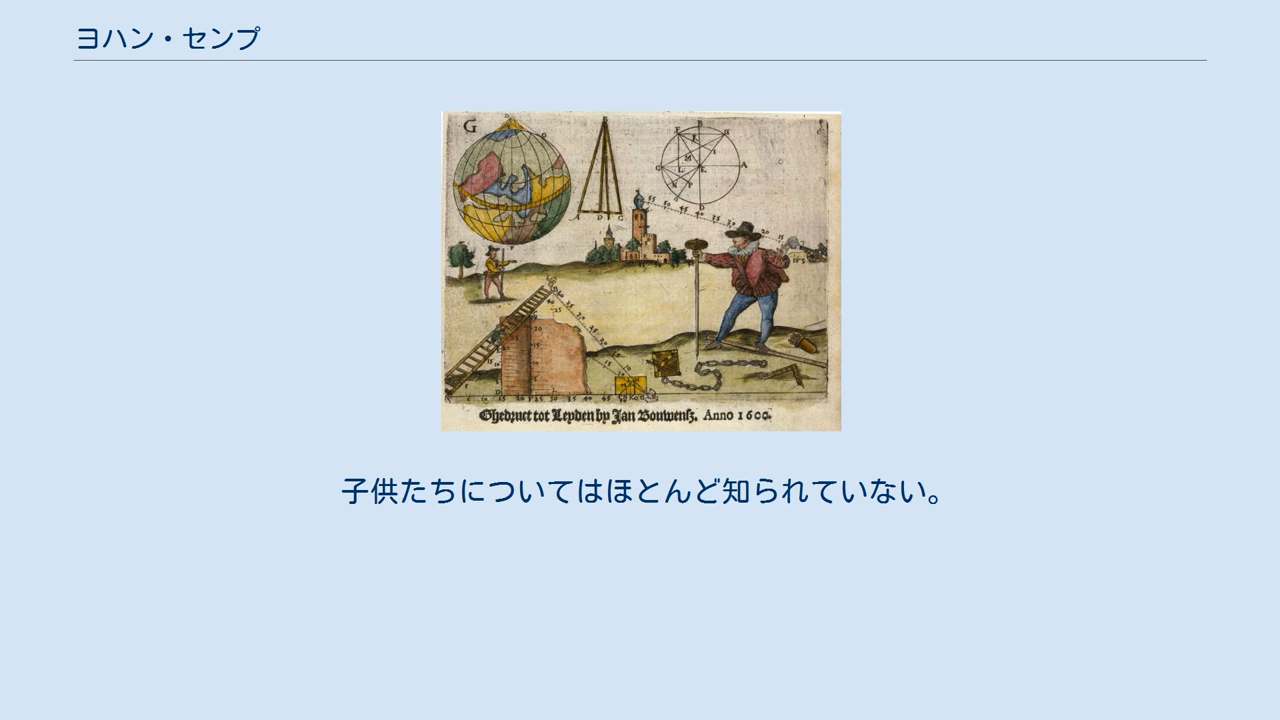 ヨハン・センプ
G
Ghedruct tot Leyden by Jan Bouwensz. Anno 1600.
子供たちについてはほとんど知られていない。